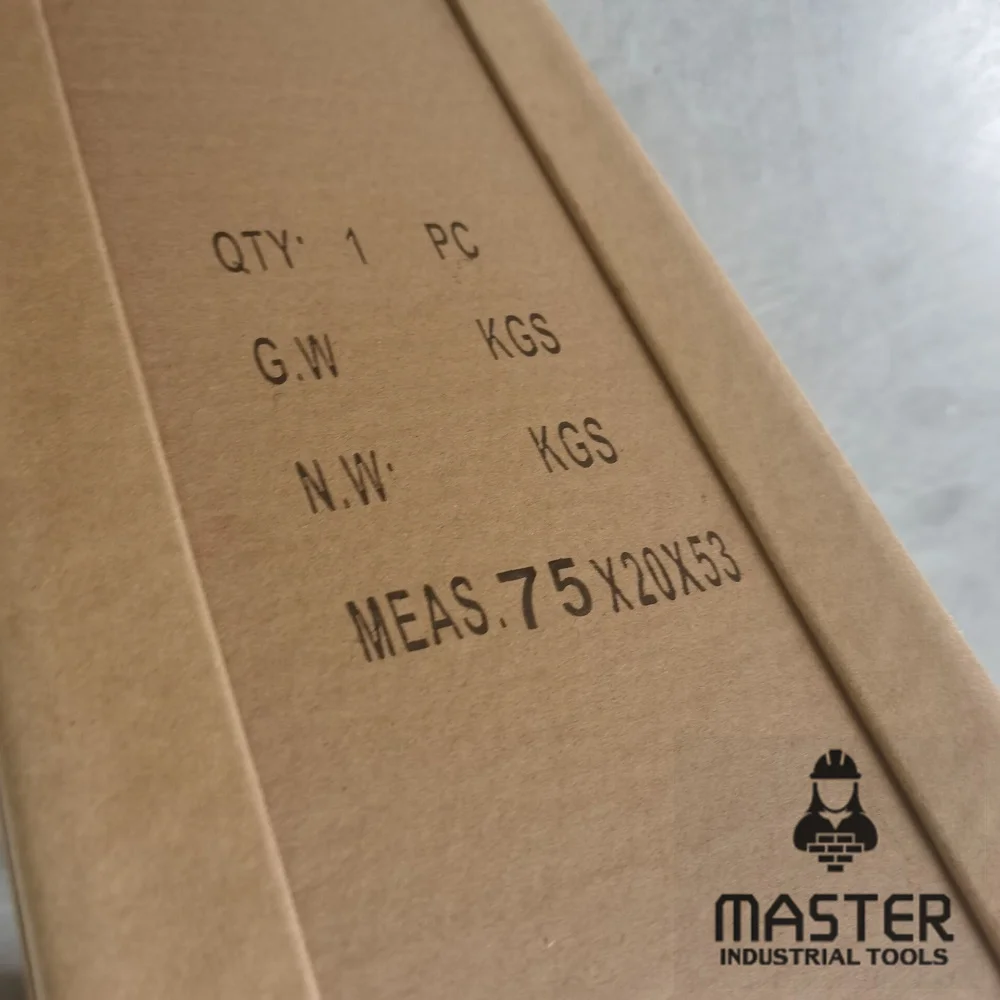 QTY: 1 PC
G.W KGS
N.W: KGS
MEAS.75X20X53
MASTER
INDUSTRIAL TOOLS